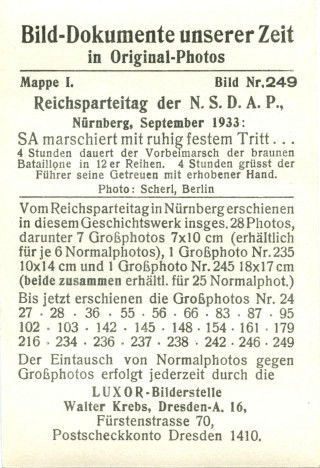 Bild-Dokumente unserer Zeit
in Original-Photos
Mappe I. Bild Nr. 249
Reichsparteitag der N. S. D. A. P.,
Nürnberg, September 1933:
SA marschiert mit ruhig festem Tritt . . .
4 Stunden dauert der Vorbeimarsch der braunen
Bataillone in 12 er Reihen. 4 Stunden grüsst der
Führer seine Getreuen mit erhobener Hand.
Photo: Scherl, Berlin
Vom Reichsparteitag in Nürnberg erschienen
in diesem Geschichtswerk insges. 28 Photos,
darunter 7 Großphotos 7x10 cm (erhältlich
für je 6 Normalphotos), 1 Großphoto Nr. 235
10x14 cm und 1 Großphoto Nr. 245 18x17 cm
(beide zusammen erhältl. für 25 Normalphot.)
Bis jetzt erschienen die Großphotos Nr. 24
27 · 28 · 36 · 55 · 56 · 66 · 83 · 87 · 95
102 · 103 · 142 · 145 · 148 · 154 · 161 · 179
216 · 234 · 236 · 237 · 238 · 242 · 246 · 249
Der Eintausch von Normalphotos gegen
Großphotos erfolgt jederzeit durch die
LUXOR-Bilderstelle
Walter Krebs, Dresden-A. 16,
Fürstenstraße 70,
Postscheckkonto Dresden 1410.